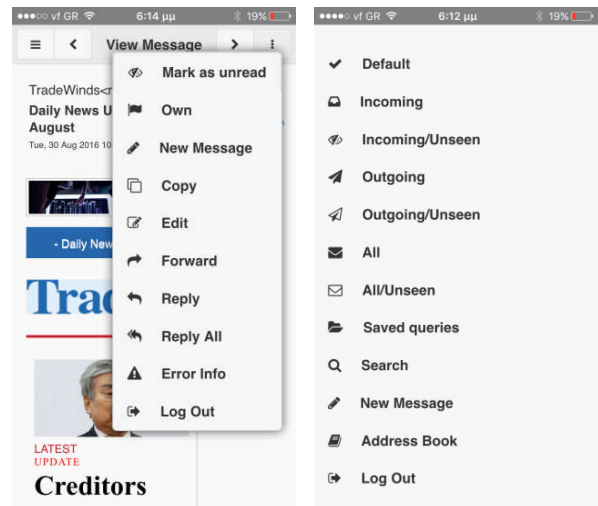 vf GR 6:14 μμ 19%
View Message
TradeWinds<r
Daily News U
August
Tue, 30 Aug 2016 10
- Daily New
Trad
LATEST
UPDATE
Creditors
Mark as unread
Own
New Message
Copy
Edit
Forward
Reply
Reply All
Error Info
Log Out
vf GR 6:12 μμ 19%
Default
Incoming
Incoming/Unseen
Outgoing
Outgoing/Unseen
All
All/Unseen
Saved queries
Search
New Message
Address Book
Log Out